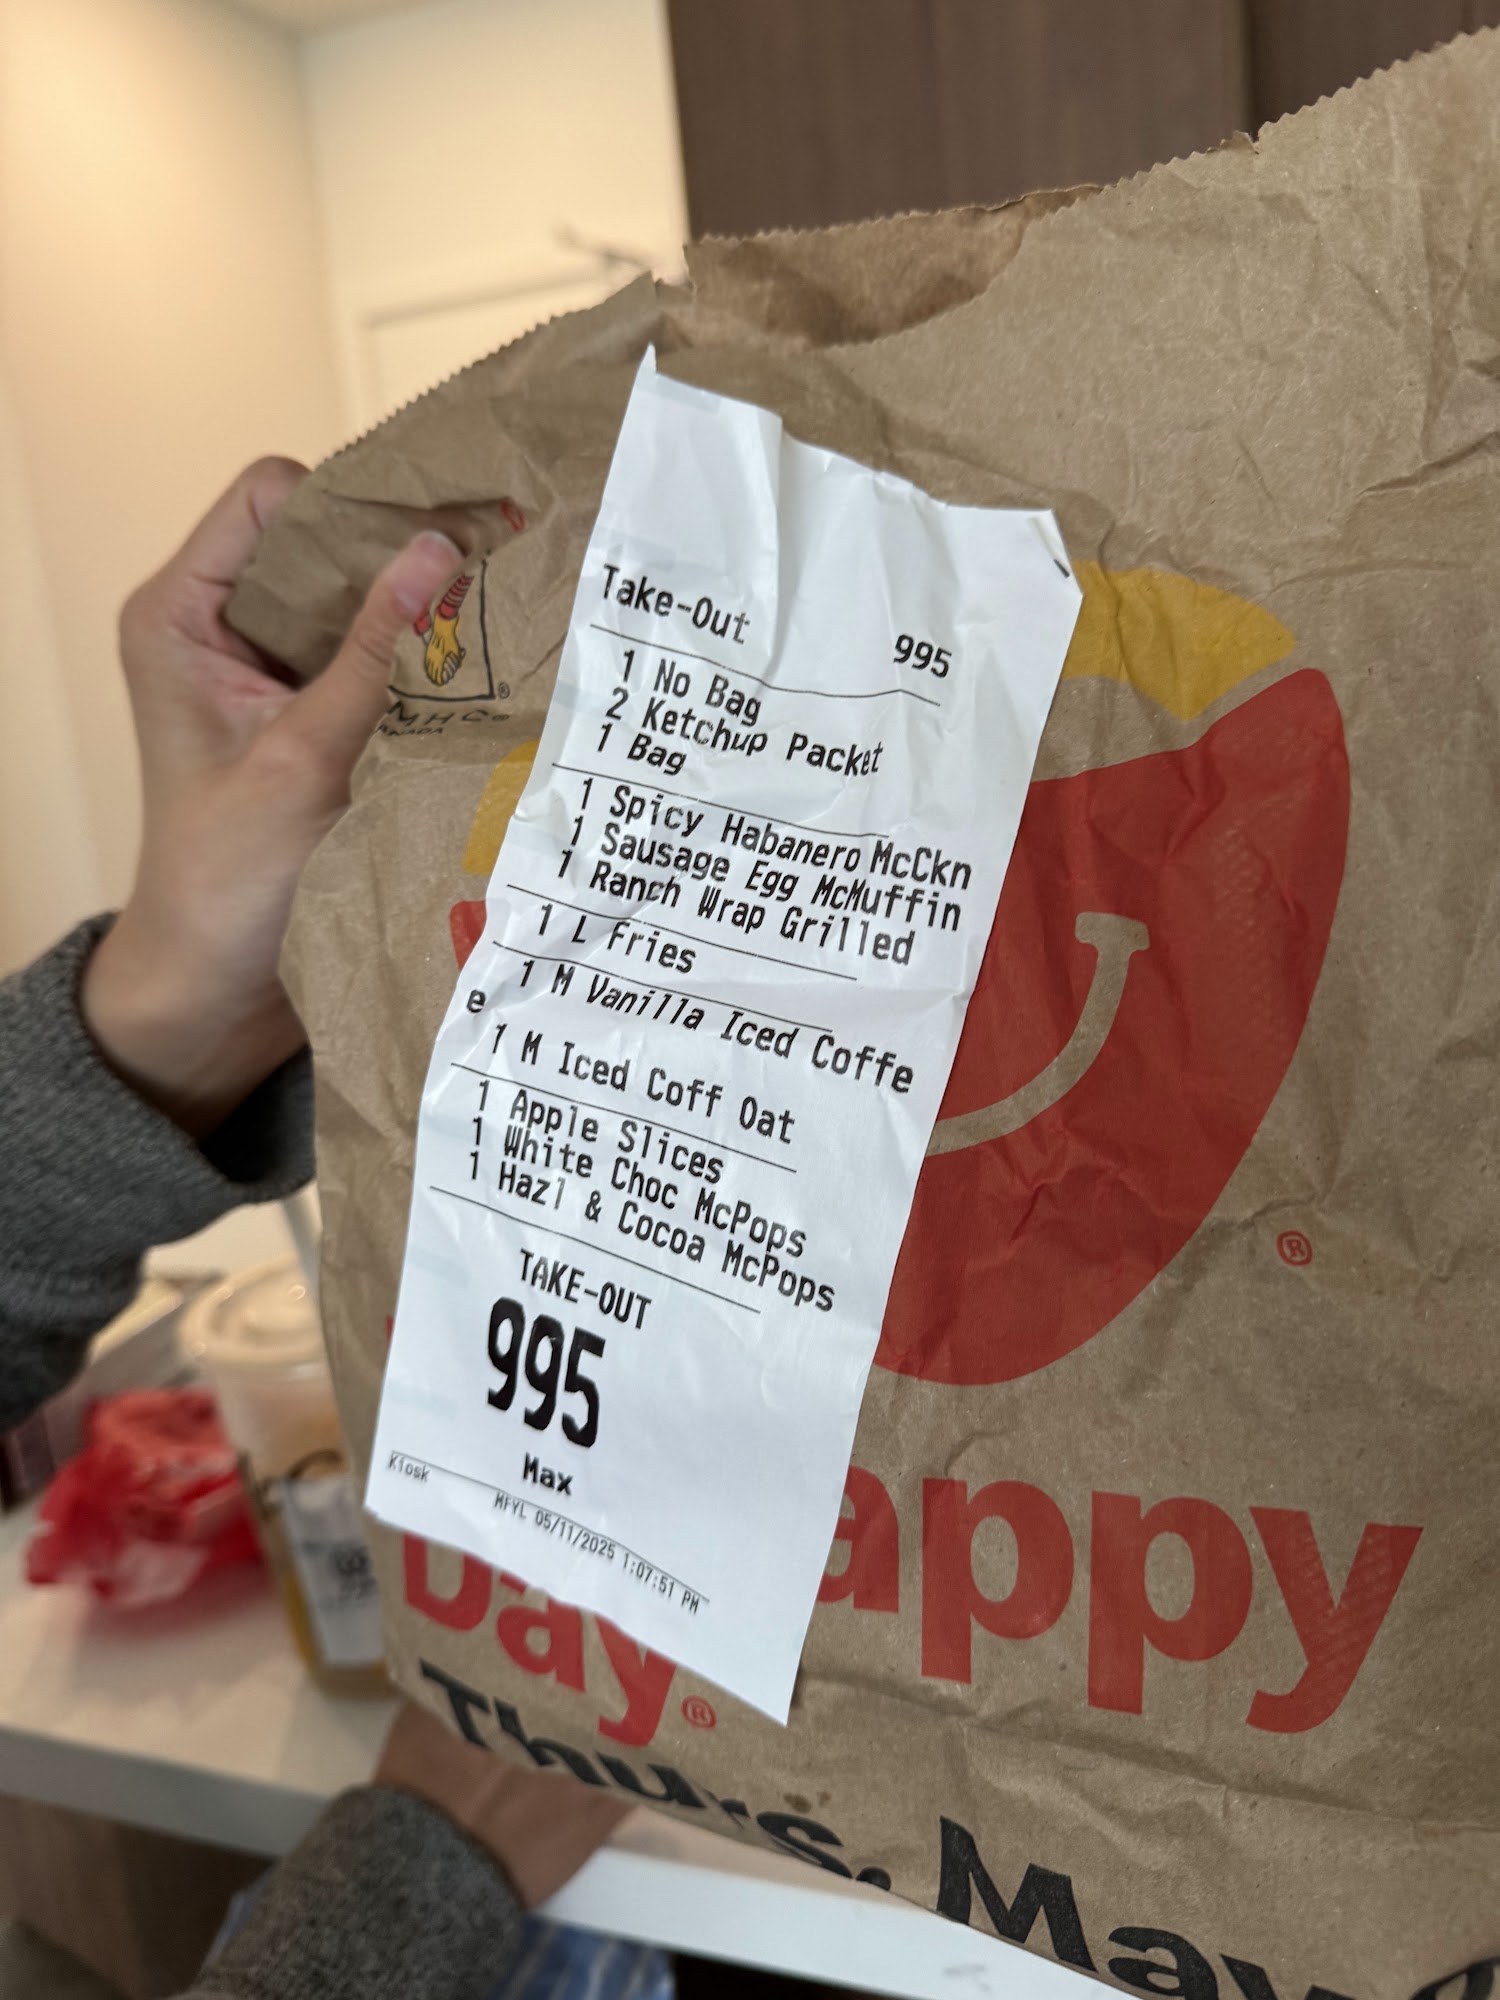 Take-Out 995
1 No Bag
2 Ketchup Packet
1 Bag
1 Spicy Habanero McCkn
1 Sausage Egg McMuffin
1 Ranch Wrap Grilled
1 L Fries
1 M Vanilla Iced Coffe
e
1 M Iced Coff Oat
1 Apple Slices
1 White Choc McPops
1 Hazl & Cocoa McPops
TAKE-OUT
995
Max
Kiosk
MFYL 05/11/2025 1:07:51 PM
®
MHC®
®
appy
Day®
Thurs. May